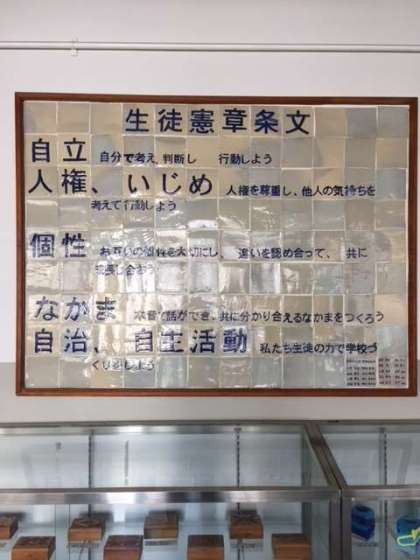 生徒憲章条文
自立 自分で考え、判断し 行動しよう
人権、いじめ 人権を尊重し、他人の気持ちを
考えて行動しよう
個性 お互いの個性を大切にし、違いを認め合って、共に
成長し合おう
なかま 本音で話ができ、共に分かり合えるなかまをつくろう
自治、自主活動 私たち生徒の力で学校づ
くりをしよう